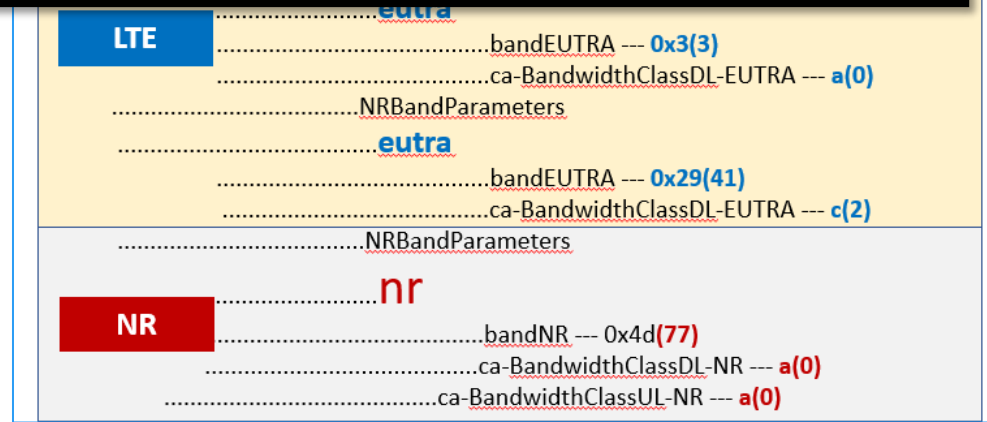 ...........................eutra
LTE
.............................................bandEUTRA --- 0x3(3)
.............................................ca-BandwidthClassDL-EUTRA --- a(0)
.........................................NRBandParameters
...........................................eutra
.............................................bandEUTRA --- 0x29(41)
............................................ca-BandwidthClassDL-EUTRA --- c(2)
.........................................NRBandParameters
...........................nr
NR
............................................bandNR --- 0x4d(77)
.............................................ca-BandwidthClassDL-NR --- a(0)
.............................................ca-BandwidthClassUL-NR --- a(0)